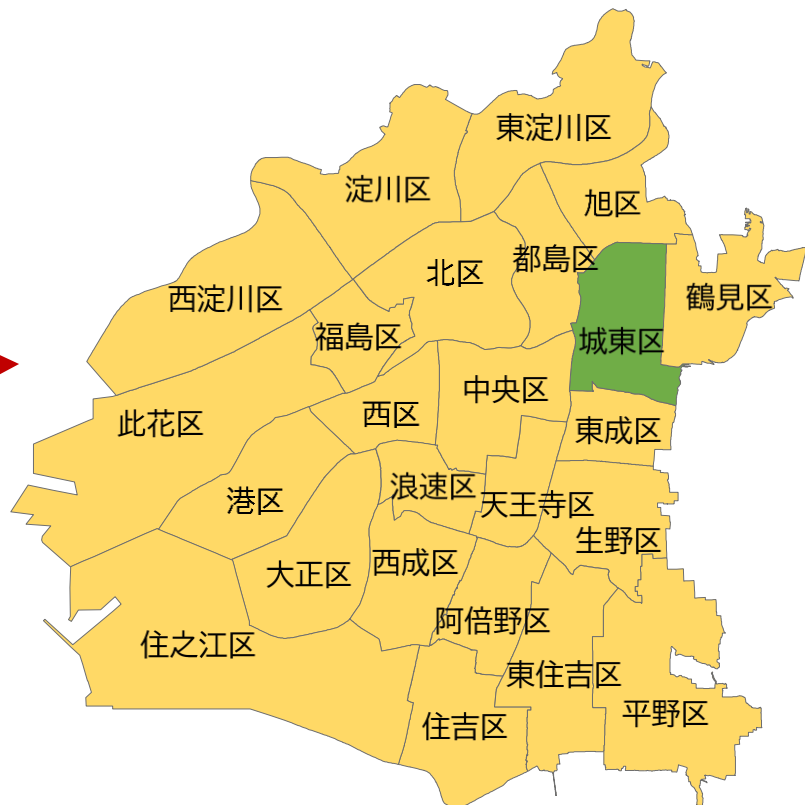 東淀川区
淀川区
旭区
都島区
北区
西淀川区
鶴見区
福島区
城東区
中央区
西区
此花区
東成区
浪速区
港区
天王寺区
生野区
西成区
大正区
阿倍野区
住之江区
東住吉区
平野区
住吉区